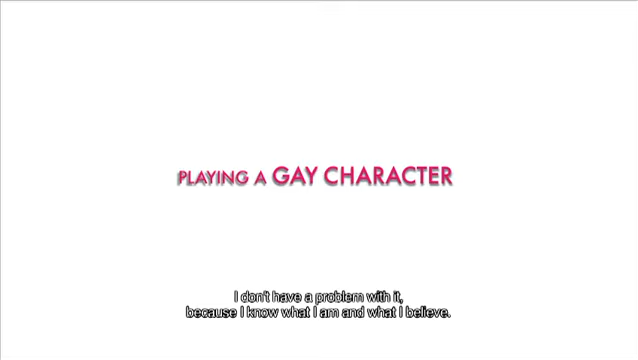 PLAYING A GAY CHARACTER
I don't have a problem with it,
because I know what I am and what I believe.